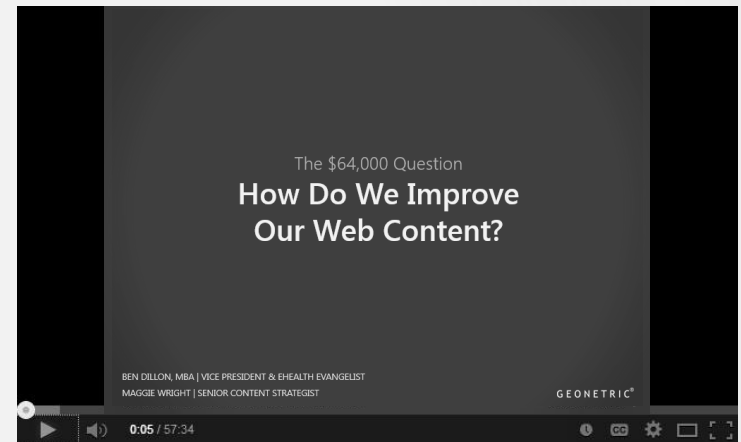 The $64,000 Question
How Do We Improve
Our Web Content?
BEN DILLON, MBA | VICE PRESIDENT & EHEALTH EVANGELIST
MAGGIE WRIGHT | SENIOR CONTENT STRATEGIST
GEONETRIC®
0:05 / 57:34
CC